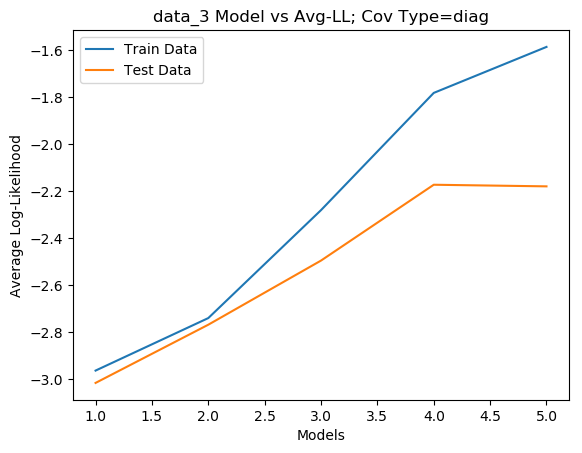 data_3 Model vs Avg-LL; Cov Type=diag
Train Data
Test Data
Average Log-Likelihood
−1.6
−1.8
−2.0
−2.2
−2.4
−2.6
−2.8
−3.0
1.0 1.5 2.0 2.5 3.0 3.5 4.0 4.5 5.0
Models